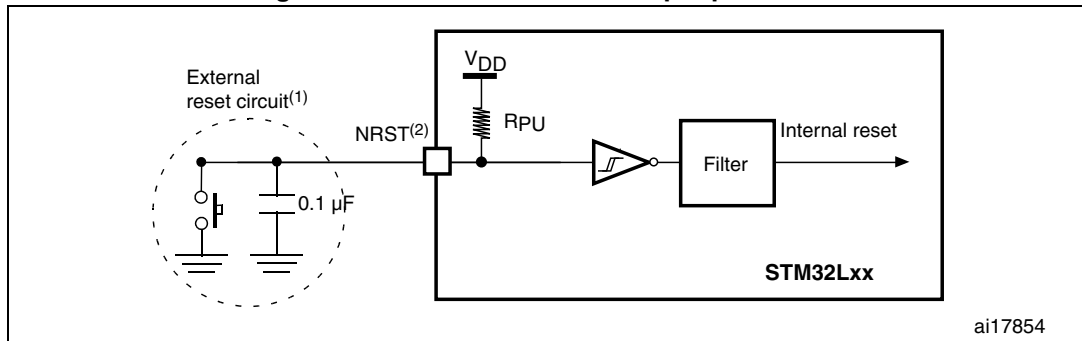 External
reset circuit(1)
VDD
RPU
NRST(2)
Internal reset
Filter
0.1 µF
STM32Lxx
ai17854